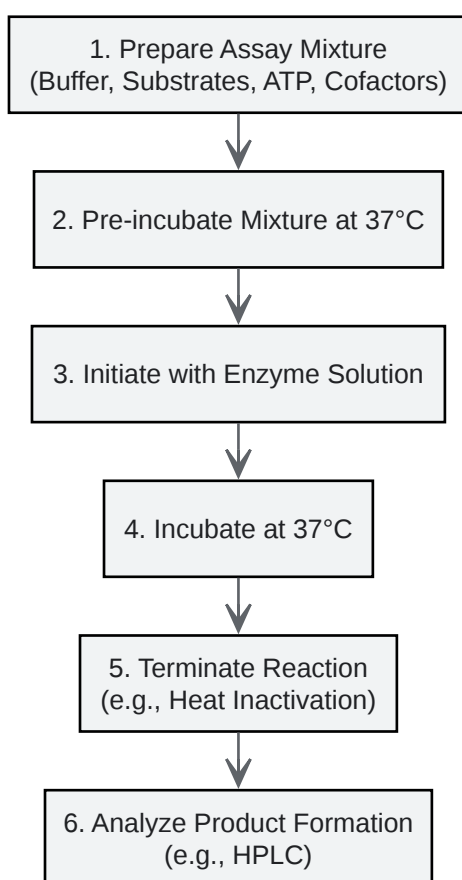 1. Prepare Assay Mixture
(Buffer, Substrates, ATP, Cofactors)
2. Pre-incubate Mixture at 37°C
3. Initiate with Enzyme Solution
4. Incubate at 37°C
5. Terminate Reaction
(e.g., Heat Inactivation)
6. Analyze Product Formation
(e.g., HPLC)